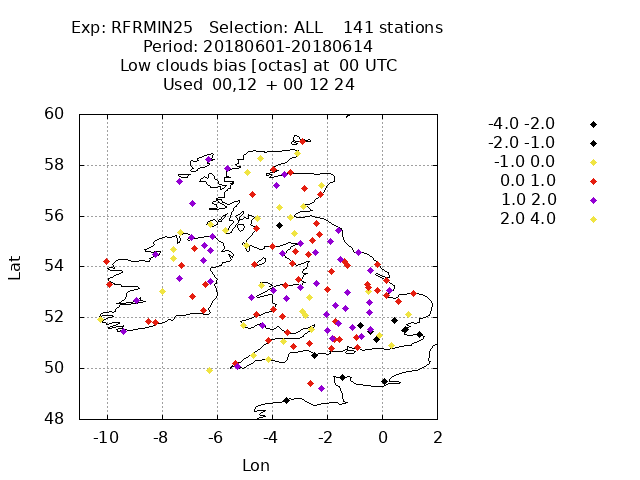 Exp: RFRMIN25 Selection: ALL 141 stations
Period: 20180601-20180614
Low clouds bias [octas] at 00 UTC
Used 00,12 + 00 12 24
-4.0 -2.0
-2.0 -1.0
-1.0 0.0
0.0 1.0
1.0 2.0
2.0 4.0
60
58
56
54
52
50
48
Lat
-10 -8 -6 -4 -2 0 2
Lon